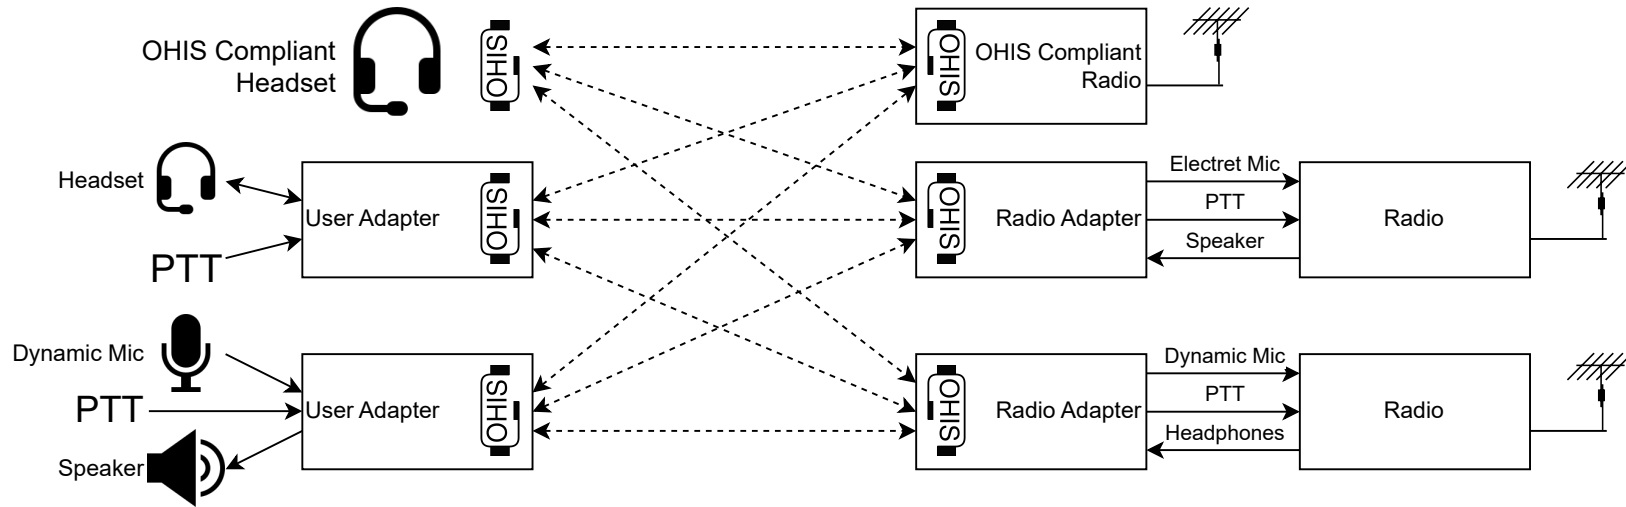 OHIS Compliant
Headset
OHIS
OHIS
OHIS Compliant
Radio
Headset
PTT
User Adapter
OHIS
OHIS
Radio Adapter
Electret Mic
PTT
Speaker
Radio
Dynamic Mic
PTT
Speaker
User Adapter
OHIS
OHIS
Radio Adapter
Dynamic Mic
PTT
Headphones
Radio